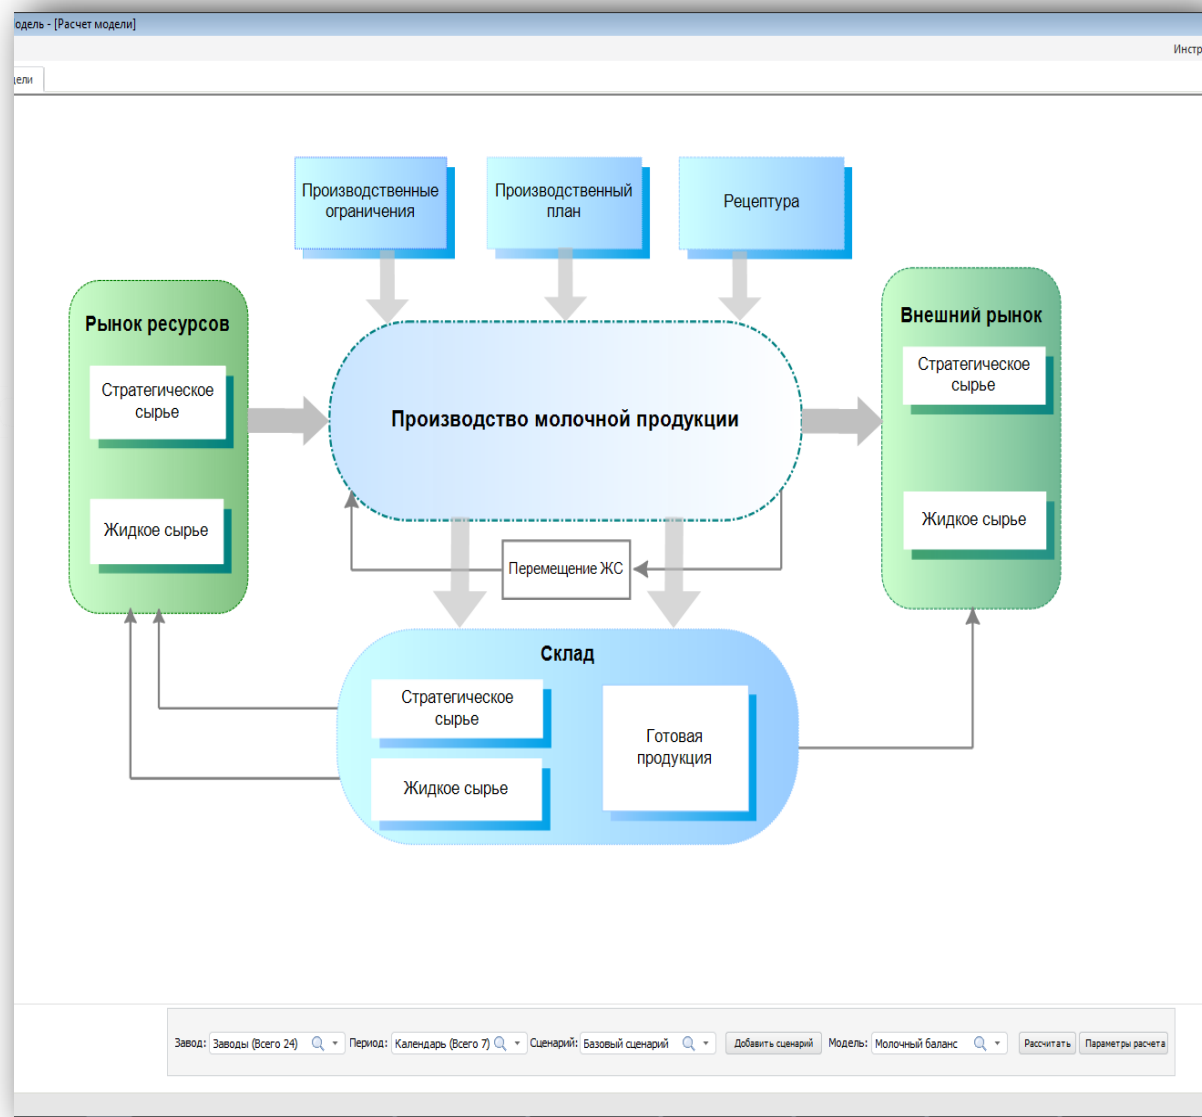 одель - [Расчет модели]
Инстр
дели
Производственные
ограничения
Производственный
план
Рецептура
Рынок ресурсов
Стратегическое
сырье
Жидкое сырье
Производство молочной продукции
Внешний рынок
Стратегическое
сырье
Жидкое сырье
Перемещение ЖС
Склад
Стратегическое
сырье
Жидкое сырье
Готовая
продукция
Завод: Заводы (Всего 24) Период: Календарь (Всего 7) Сценарий: Базовый сценарий Добавить сценарий Модель: Молочный баланс Рассчитать Параметры расчета